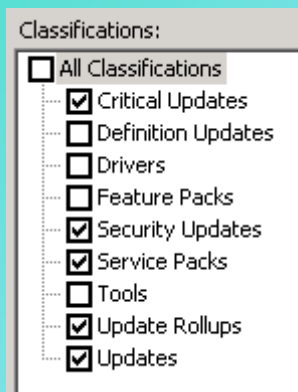 Classifications:
All Classifications
Critical Updates
Definition Updates
Drivers
Feature Packs
Security Updates
Service Packs
Tools
Update Rollups
Updates